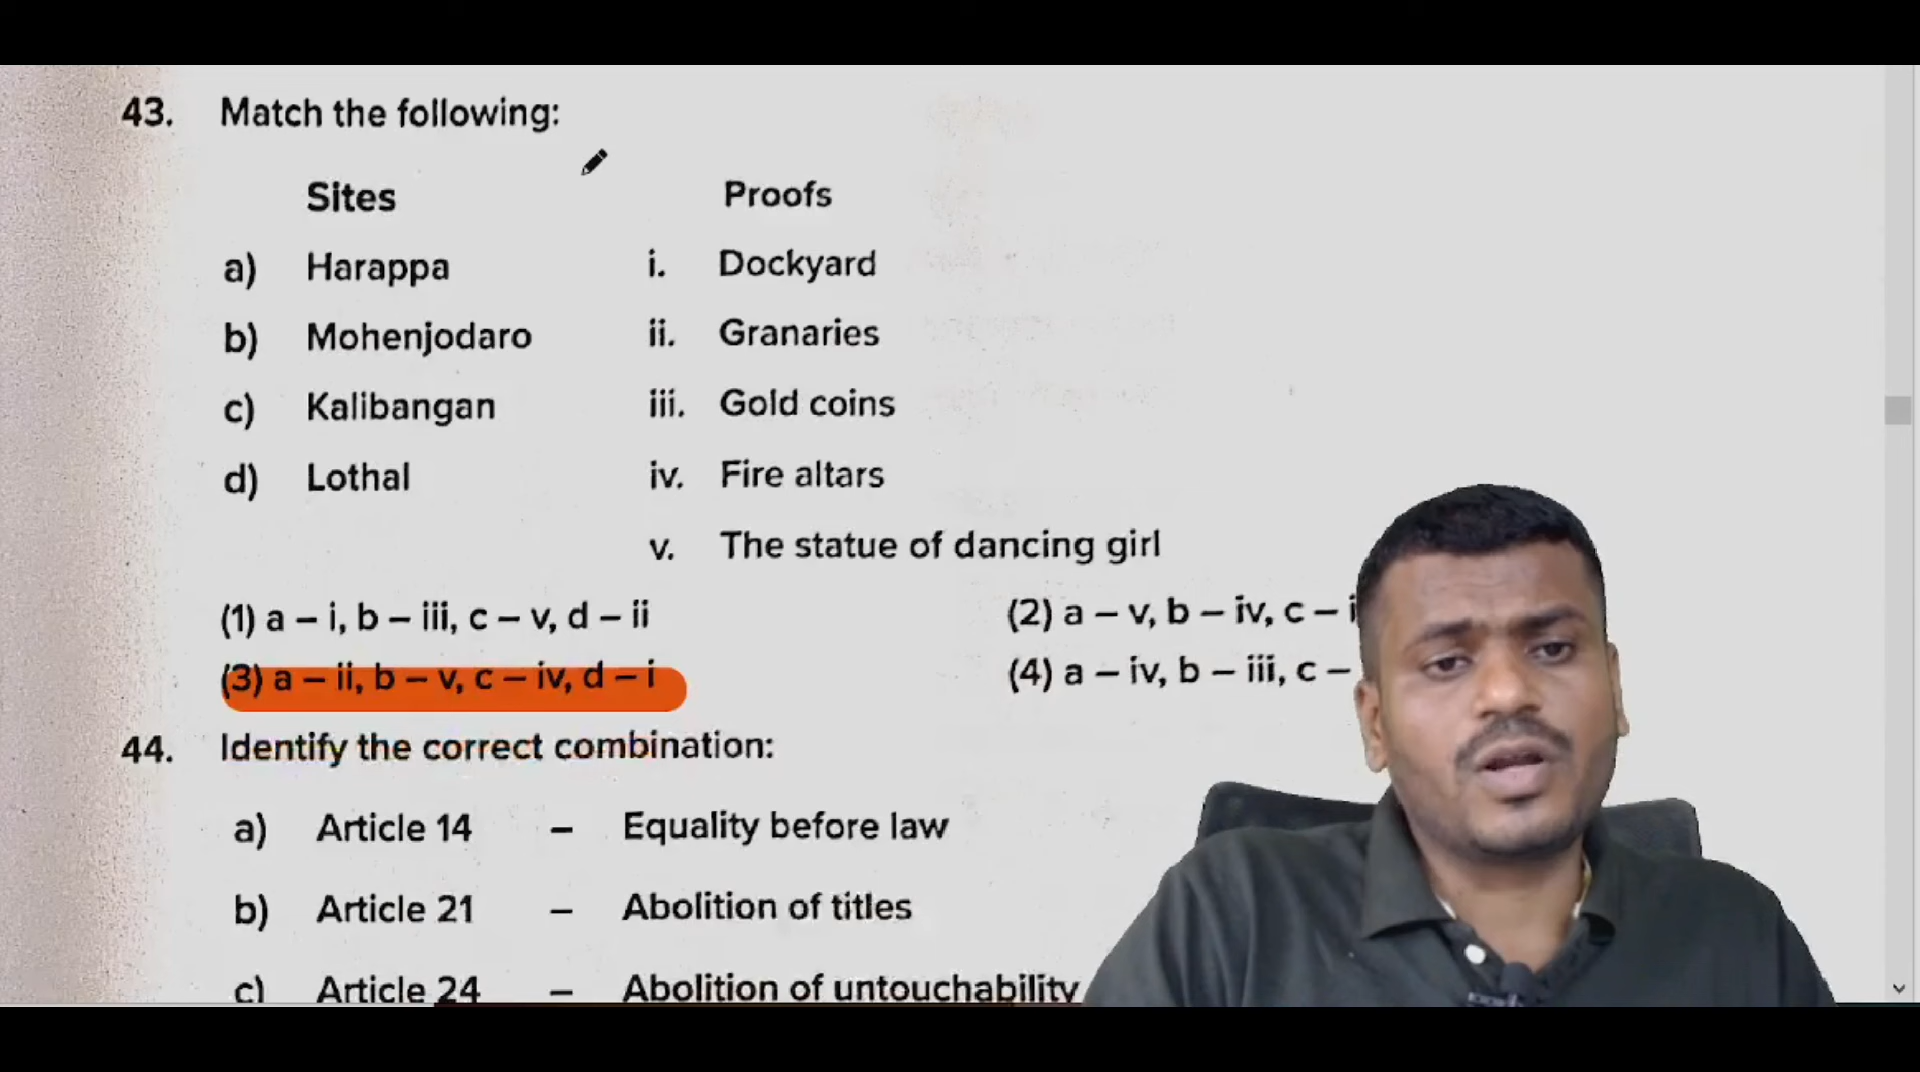 43. Match the following:
Sites Proofs
a) Harappa i. Dockyard
b) Mohenjodaro ii. Granaries
c) Kalibangan iii. Gold coins
d) Lothal iv. Fire altars
v. The statue of dancing girl
(1) a – i, b – iii, c – v, d – ii (2) a – v, b – iv, c –
(3) a – ii, b – v, c – iv, d – i (4) a – iv, b – iii, c –
44. Identify the correct combination:
a) Article 14 – Equality before law
b) Article 21 – Abolition of titles
c) Article 24 – Abolition of untouchability